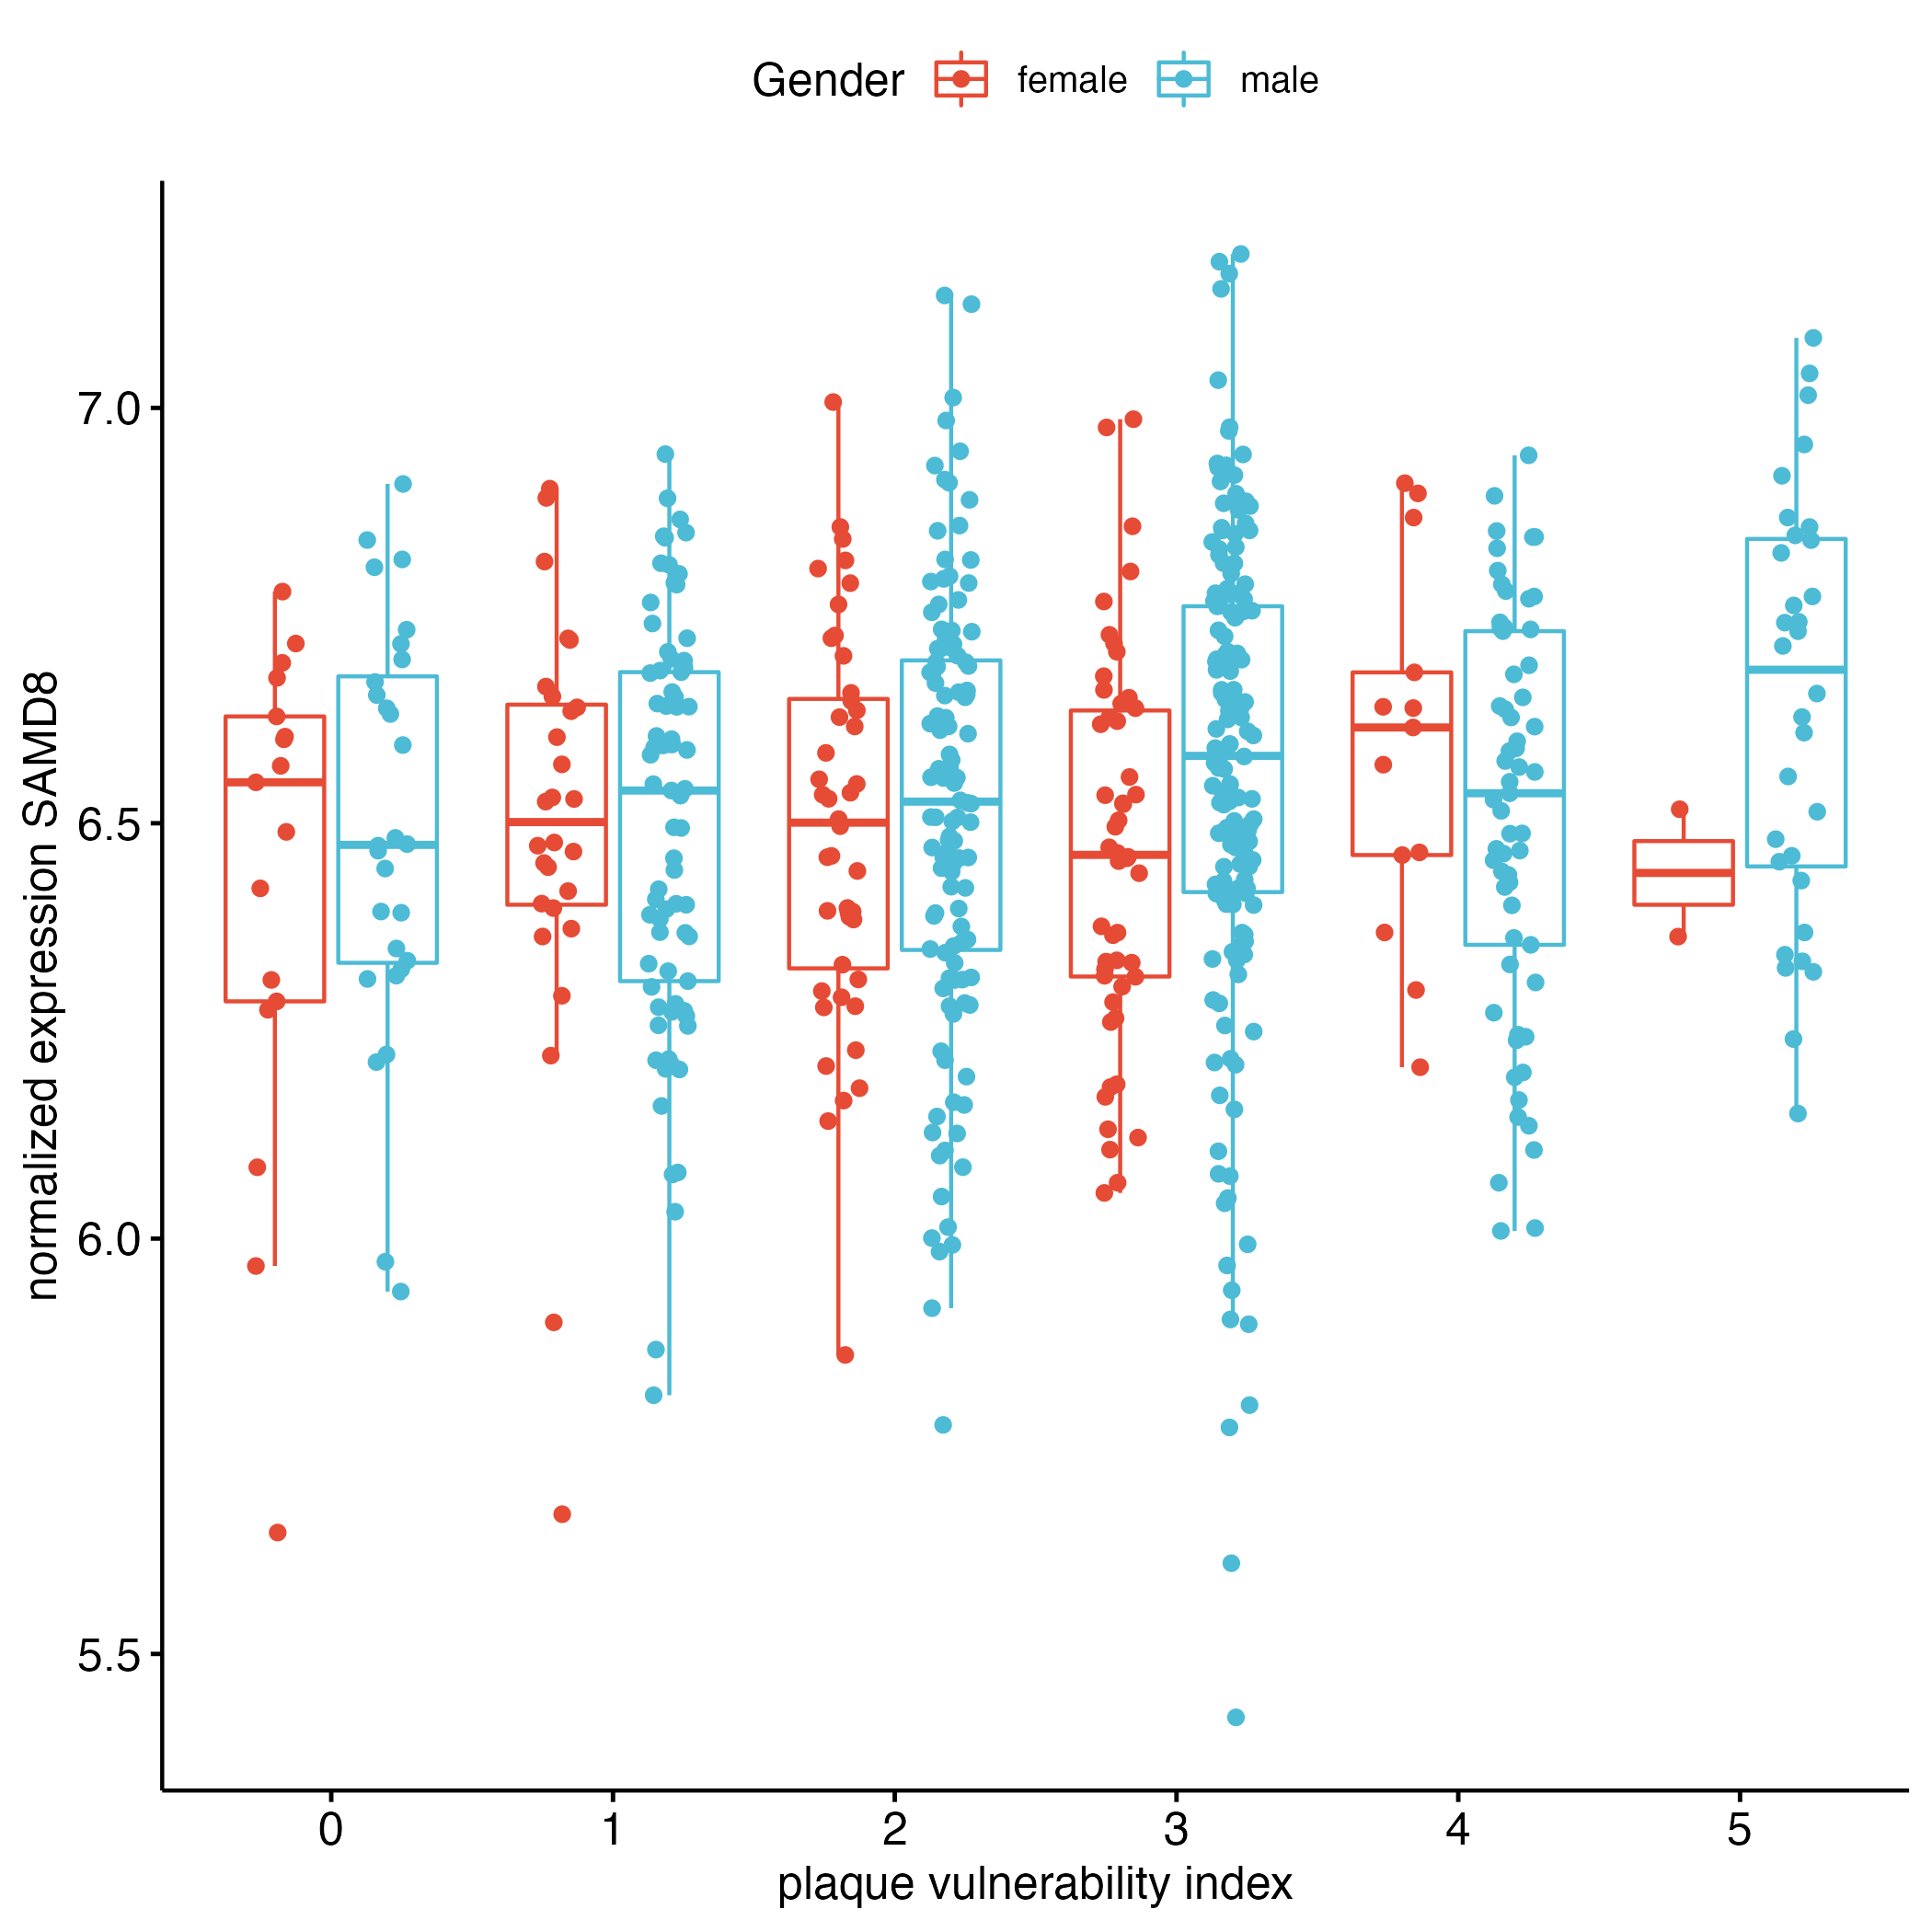 Gender female male
normalized expression SAMD8
7.0
6.5
6.0
5.5
0 1 2 3 4 5
plaque vulnerability index